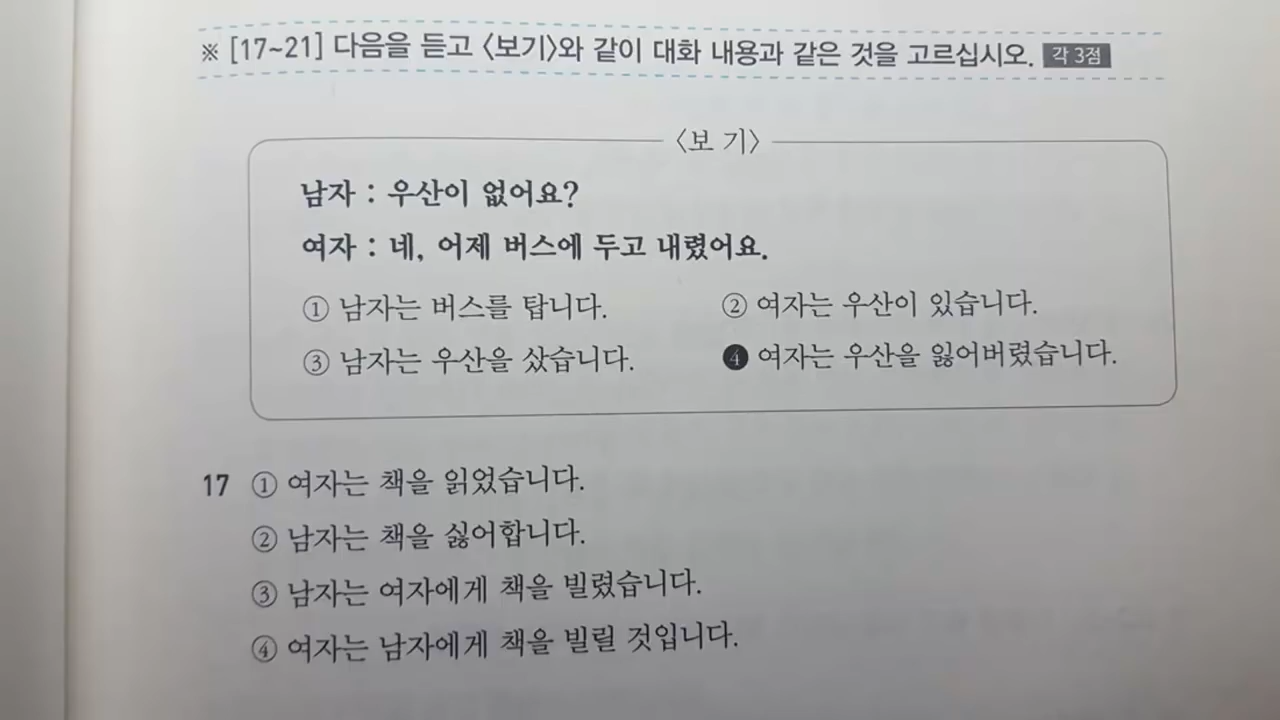 ※ [17~21] 다음을 듣고 〈보기〉와 같이 대화 내용과 같은 것을 고르십시오. 각 3점
〈보 기〉
남자 : 우산이 없어요?
여자 : 네, 어제 버스에 두고 내렸어요.
① 남자는 버스를 탑니다. ② 여자는 우산이 있습니다.
③ 남자는 우산을 샀습니다. ❹ 여자는 우산을 잃어버렸습니다.
17 ① 여자는 책을 읽었습니다.
② 남자는 책을 싫어합니다.
③ 남자는 여자에게 책을 빌렸습니다.
④ 여자는 남자에게 책을 빌릴 것입니다.